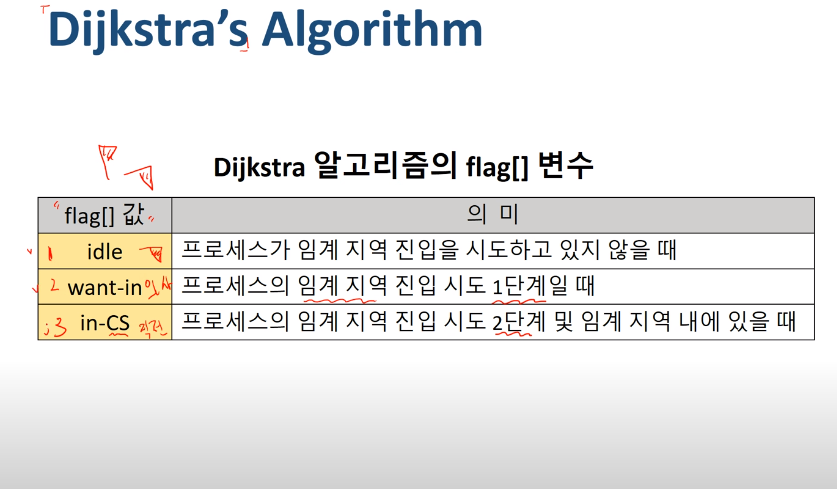 Dijkstra's Algorithm
Dijkstra 알고리즘의 flag[] 변수
"flag[] 값" 의 미
1 idle 프로세스가 임계 지역 진입을 시도하고 있지 않을 때
2 want-in 프로세스의 임계 지역 진입 시도 1단계일 때
3 in-CS 프로세스의 임계 지역 진입 시도 2단계 및 임계 지역 내에 있을 때